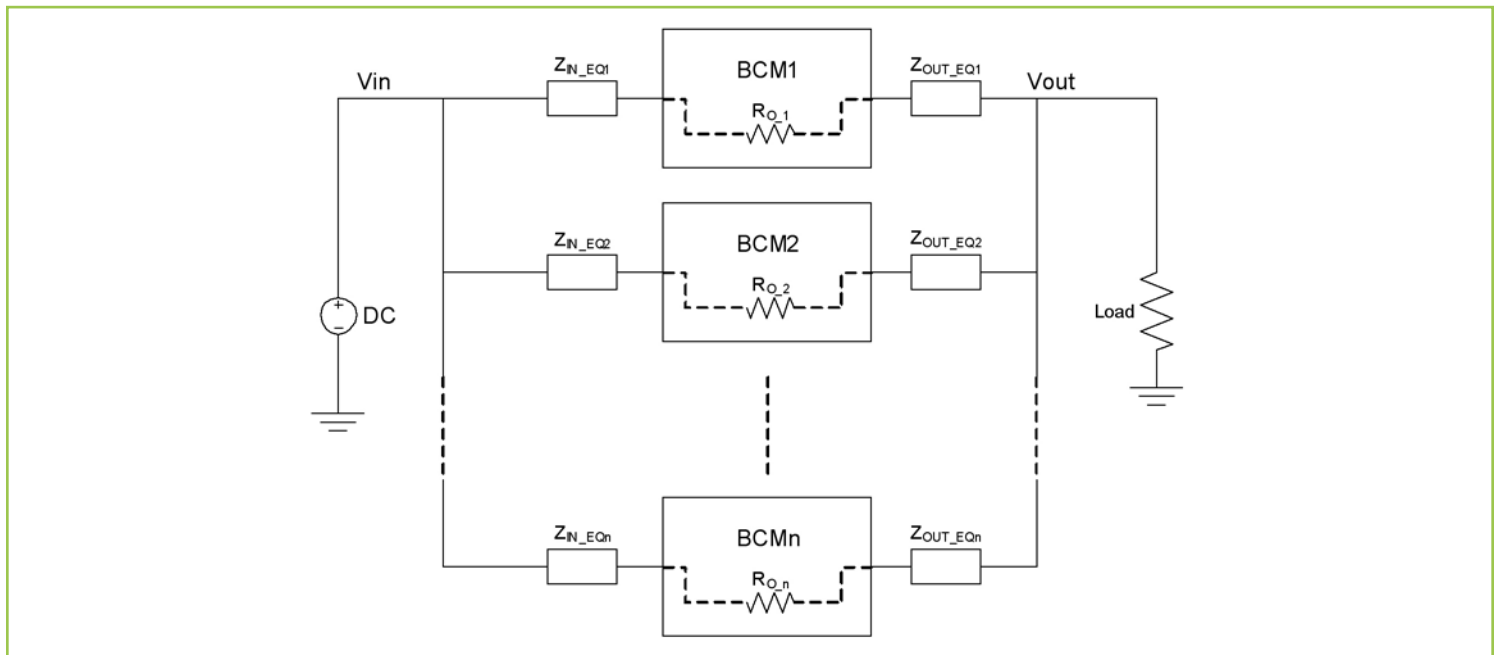 Vin
Z_IN_EQ1
BCM1
R_O_1
Z_OUT_EQ1
Vout
Z_IN_EQ2
BCM2
R_O_2
Z_OUT_EQ2
+
−
DC
Load
Z_IN_EQn
BCMn
R_O_n
Z_OUT_EQn